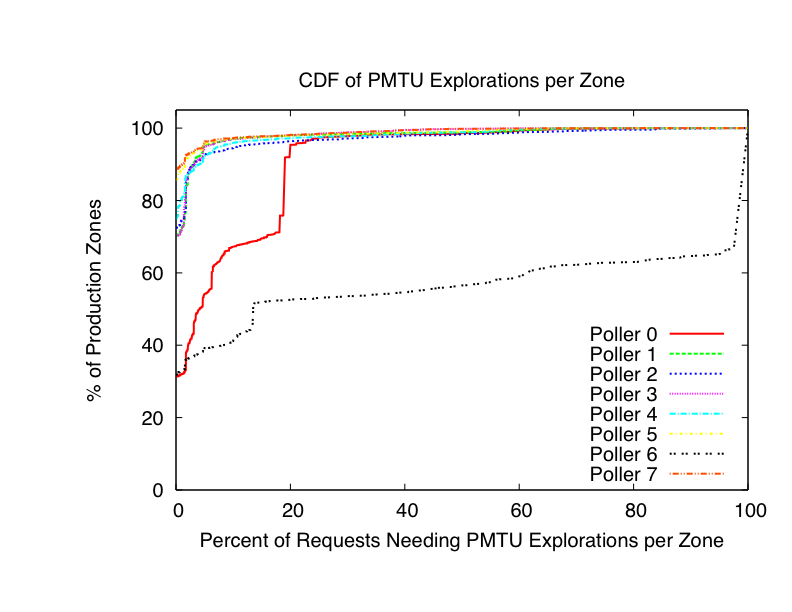 CDF of PMTU Explorations per Zone
% of Production Zones
100
80
60
40
20
0
Poller 0
Poller 1
Poller 2
Poller 3
Poller 4
Poller 5
Poller 6
Poller 7
0 20 40 60 80 100
Percent of Requests Needing PMTU Explorations per Zone